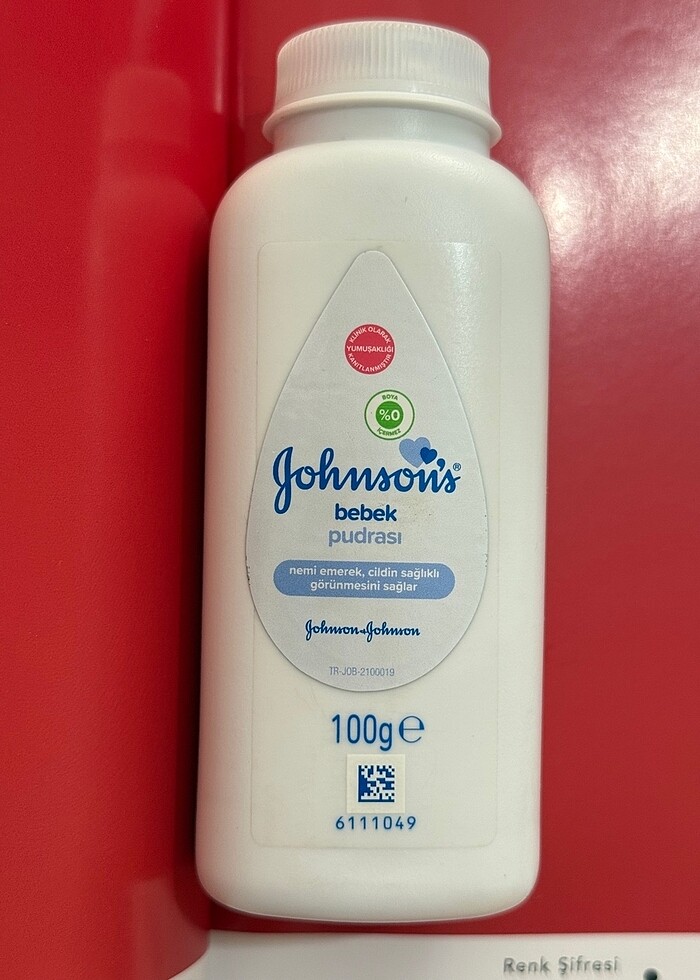 KLİNİK OLARAK
YUMUŞAKLIĞI
KANITLANMIŞTIR
BOYA
%0
İÇERMEZ
Johnson's®
bebek
pudrası
nemi emerek, cildin sağlıklı
görünmesini sağlar
Johnson&Johnson
TR-JOB-2100019
100g℮
6111049
Renk Şifresi